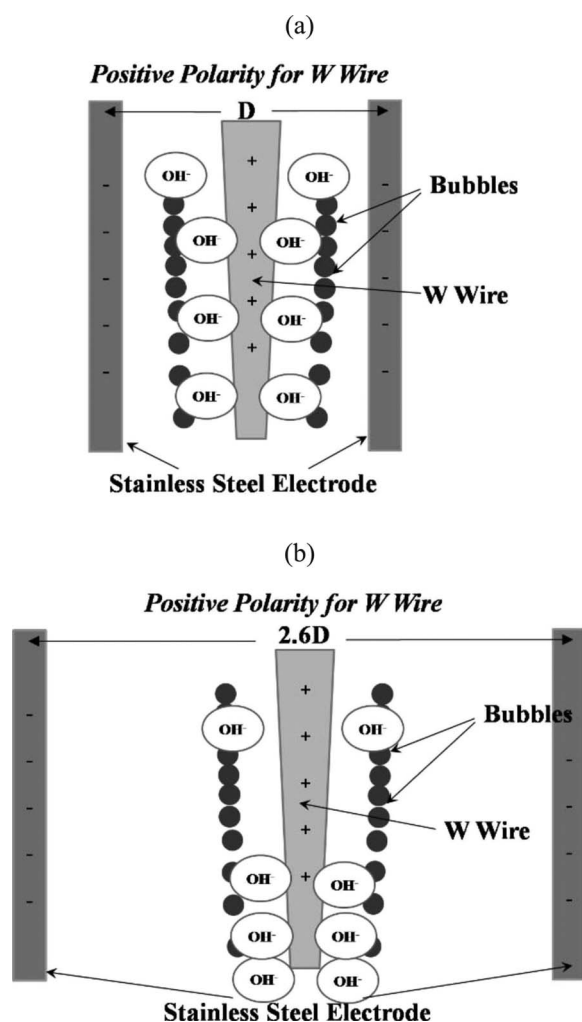 (a)
Positive Polarity for W Wire
D
- + -
OH- OH-
Bubbles
- + -
OH- OH-
- + -
W Wire
OH- OH-
- + -
- + -
OH- OH-
Stainless Steel Electrode
(b)
Positive Polarity for W Wire
2.6D
- + -
OH- OH-
Bubbles
- + -
- + -
W Wire
- + -
OH- OH-
- + -
OH- OH-
OH- OH-
Stainless Steel Electrode